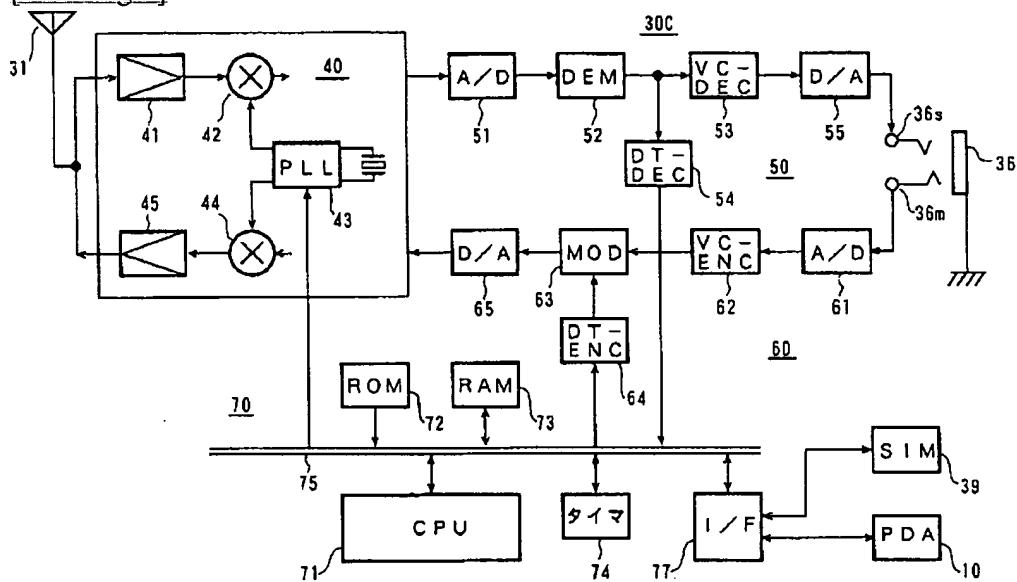 31
30C
40
41
42
PLL
43
45
44
A/D
51
DEM
52
VC-
DEC
53
D/A
55
36s
36
36m
DT-
DEC
54
50
D/A
65
MOD
63
VC-
ENC
62
A/D
61
DT-
ENC
64
60
70
ROM
72
RAM
73
75
CPU
71
タイマ
74
I/F
77
SIM
39
PDA
10